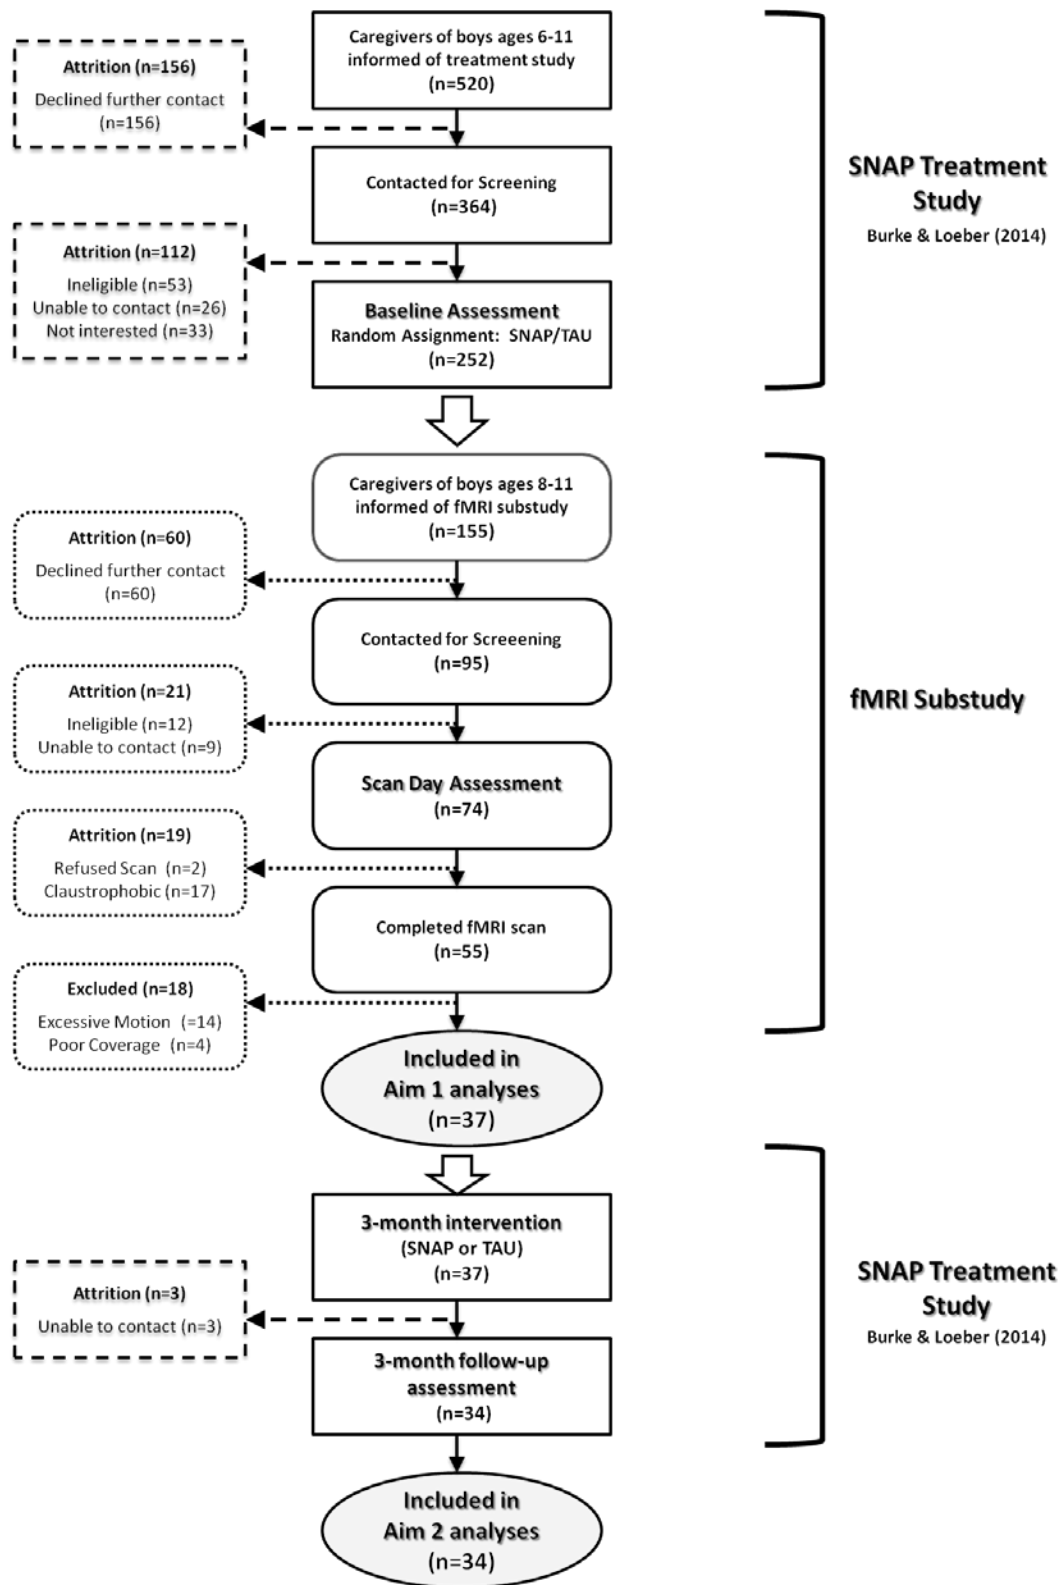 Caregivers of boys ages 6-11
informed of treatment study
(n=520)
Attrition (n=156)
Declined further contact
(n=156)
Contacted for Screening
(n=364)
SNAP Treatment
Study
Burke & Loeber (2014)
Attrition (n=112)
Ineligible (n=53)
Unable to contact (n=26)
Not interested (n=33)
Baseline Assessment
Random Assignment: SNAP/TAU
(n=252)
Caregivers of boys ages 8-11
informed of fMRI substudy
(n=155)
Attrition (n=60)
Declined further contact
(n=60)
Contacted for Screeening
(n=95)
Attrition (n=21)
Ineligible (n=12)
Unable to contact (n=9)
fMRI Substudy
Scan Day Assessment
(n=74)
Attrition (n=19)
Refused Scan (n=2)
Claustrophobic (n=17)
Completed fMRI scan
(n=55)
Excluded (n=18)
Excessive Motion (=14)
Poor Coverage (n=4)
Included in
Aim 1 analyses
(n=37)
3-month intervention
(SNAP or TAU)
(n=37)
Attrition (n=3)
Unable to contact (n=3)
SNAP Treatment
Study
Burke & Loeber (2014)
3-month follow-up
assessment
(n=34)
Included in
Aim 2 analyses
(n=34)